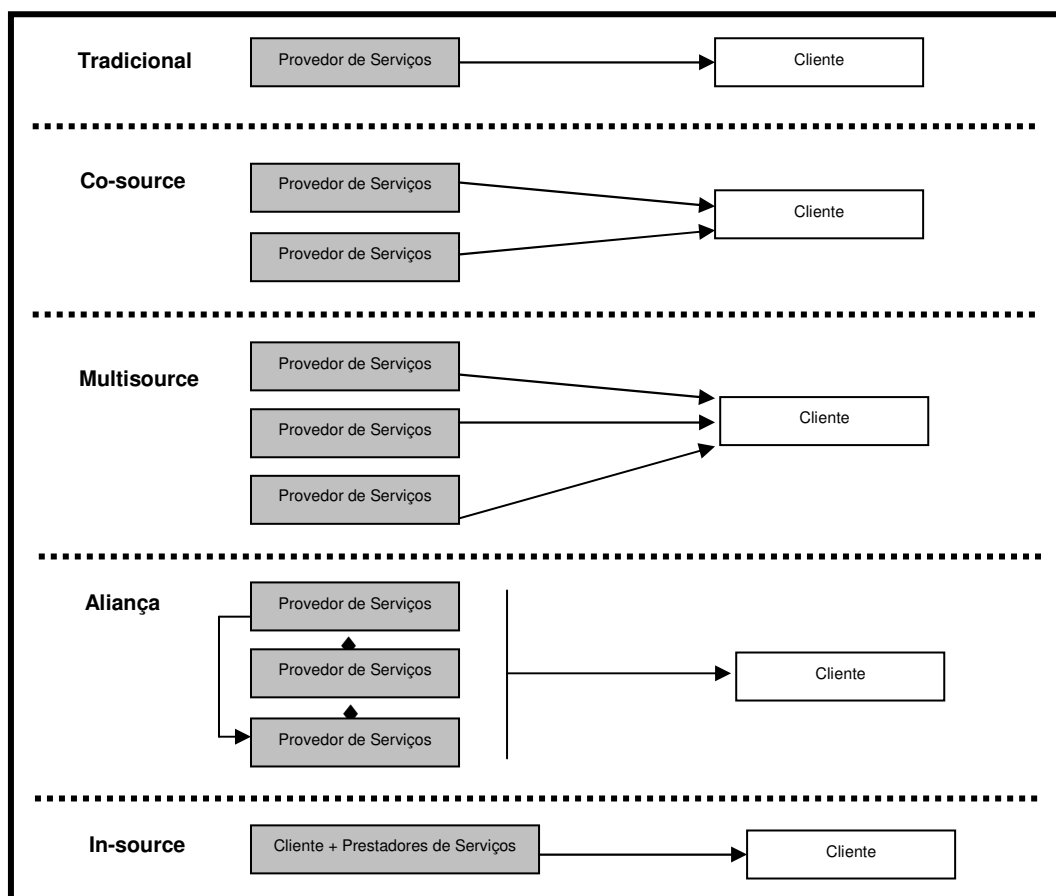 Tradicional
Provedor de Serviços
Cliente
Co-source
Provedor de Serviços
Cliente
Provedor de Serviços
Multisource
Provedor de Serviços
Provedor de Serviços
Cliente
Provedor de Serviços
Aliança
Provedor de Serviços
Provedor de Serviços
Cliente
Provedor de Serviços
In-source
Cliente + Prestadores de Serviços
Cliente